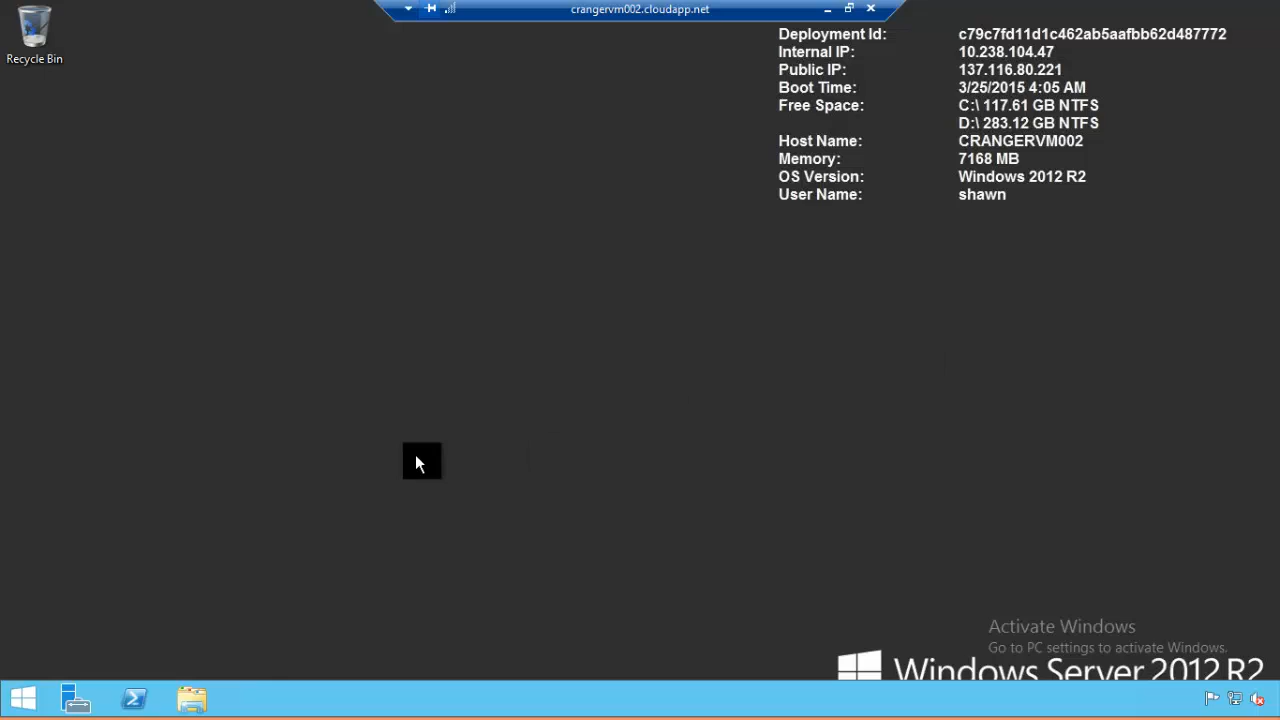 crangervm002.cloudapp.net
Recycle Bin
Deployment Id: c79c7fd11d1c462ab5aafbb62d487772
Internal IP: 10.238.104.47
Public IP: 137.116.80.221
Boot Time: 3/25/2015 4:05 AM
Free Space: C:\ 117.61 GB NTFS
D:\ 283.12 GB NTFS
Host Name: CRANGERVM002
Memory: 7168 MB
OS Version: Windows 2012 R2
User Name: shawn
Activate Windows
Go to PC settings to activate Windows.
Windows Server 2012 R2